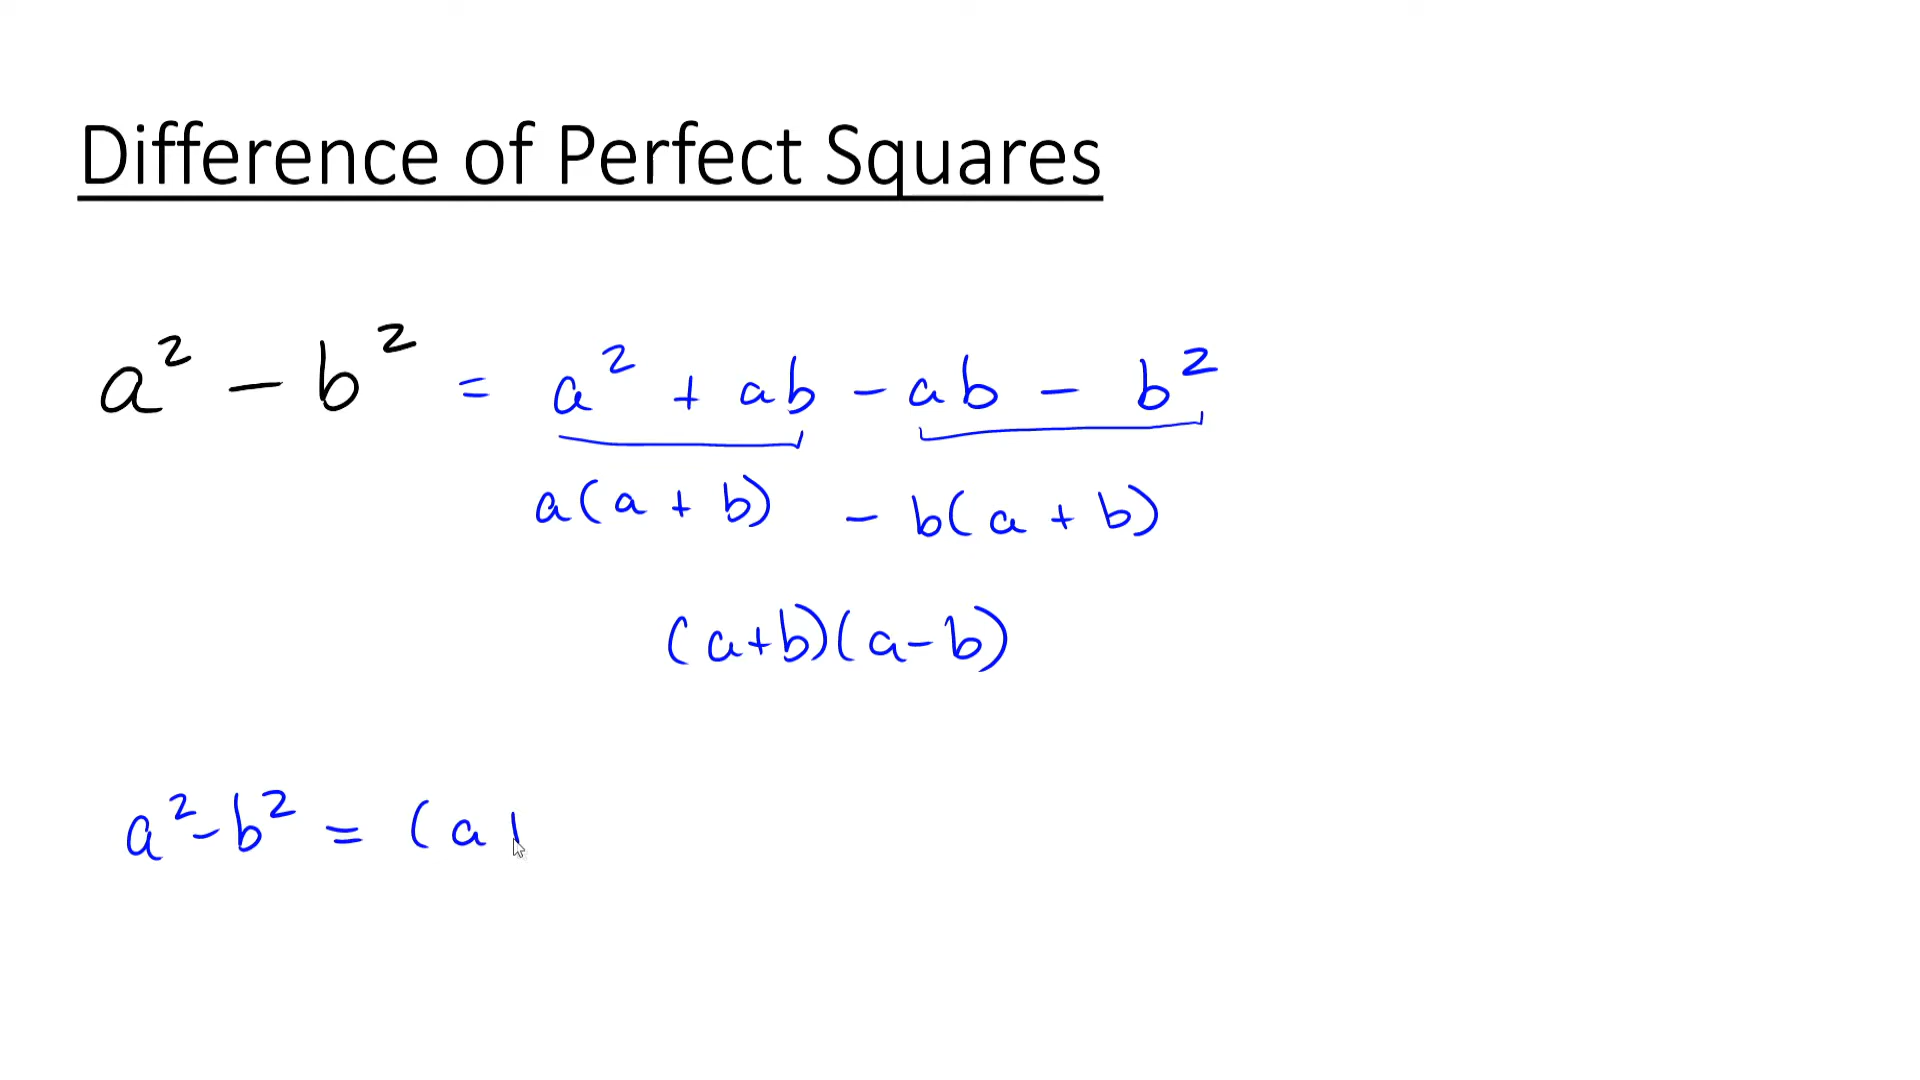 Difference of Perfect Squares
a² − b² = a² + ab − ab − b²
a(a + b) − b(a + b)
(a+b)(a−b)
a² − b² = (a